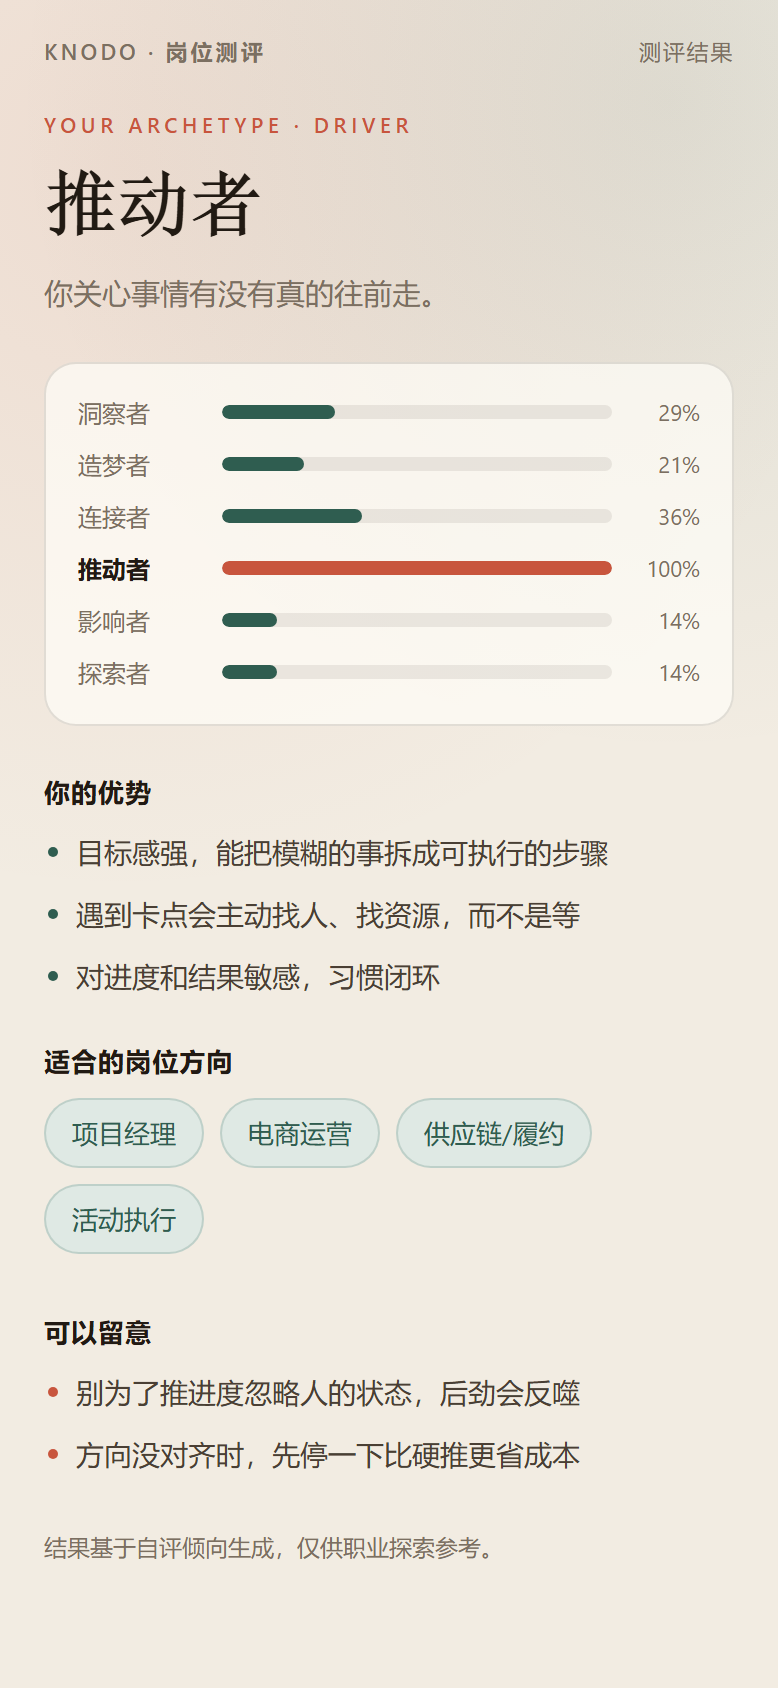 KNODO · 岗位测评
测评结果
YOUR ARCHETYPE · DRIVER
推动者
你关心事情有没有真的往前走。
洞察者 29%
造梦者 21%
连接者 36%
推动者 100%
影响者 14%
探索者 14%
你的优势
目标感强，能把模糊的事拆成可执行的步骤
遇到卡点会主动找人、找资源，而不是等
对进度和结果敏感，习惯闭环
适合的岗位方向
项目经理 电商运营 供应链/履约
活动执行
可以留意
别为了推进度忽略人的状态，后劲会反噬
方向没对齐时，先停一下比硬推更省成本
结果基于自评倾向生成，仅供职业探索参考。